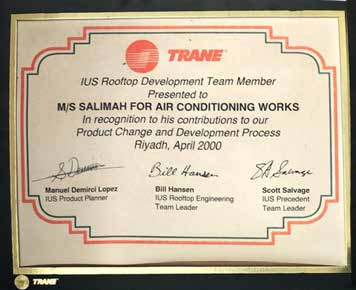 TRANE
IUS Rooftop Development Team Member
Presented to
M/S SALIMAH FOR AIR CONDITIONING WORKS
In recognition to his contributions to our
Product Change and Development Process
Riyadh, April 2000
Bill Hansen
Manuel Demirci Lopez
IUS Product Planner
Bill Hansen
IUS Rooftop Engineering
Team Leader
Scott Salvage
IUS Precedent
Team Leader
TRANE